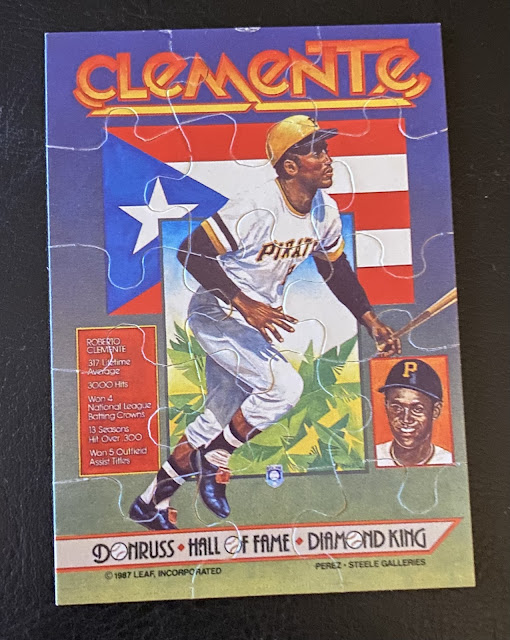 CLEMENTE
PIRATE
P
ROBERTO
CLEMENTE
317 Lifetime
Average
3000 Hits
Won 4
National League
Batting Crowns
13 Seasons
Hit Over 300
Won 5 Outfield
Assist Titles
P
DONRUSS • HALL OF FAME • DIAMOND KING
© 1987 LEAF, INCORPORATED
PEREZ - STEELE GALLERIES